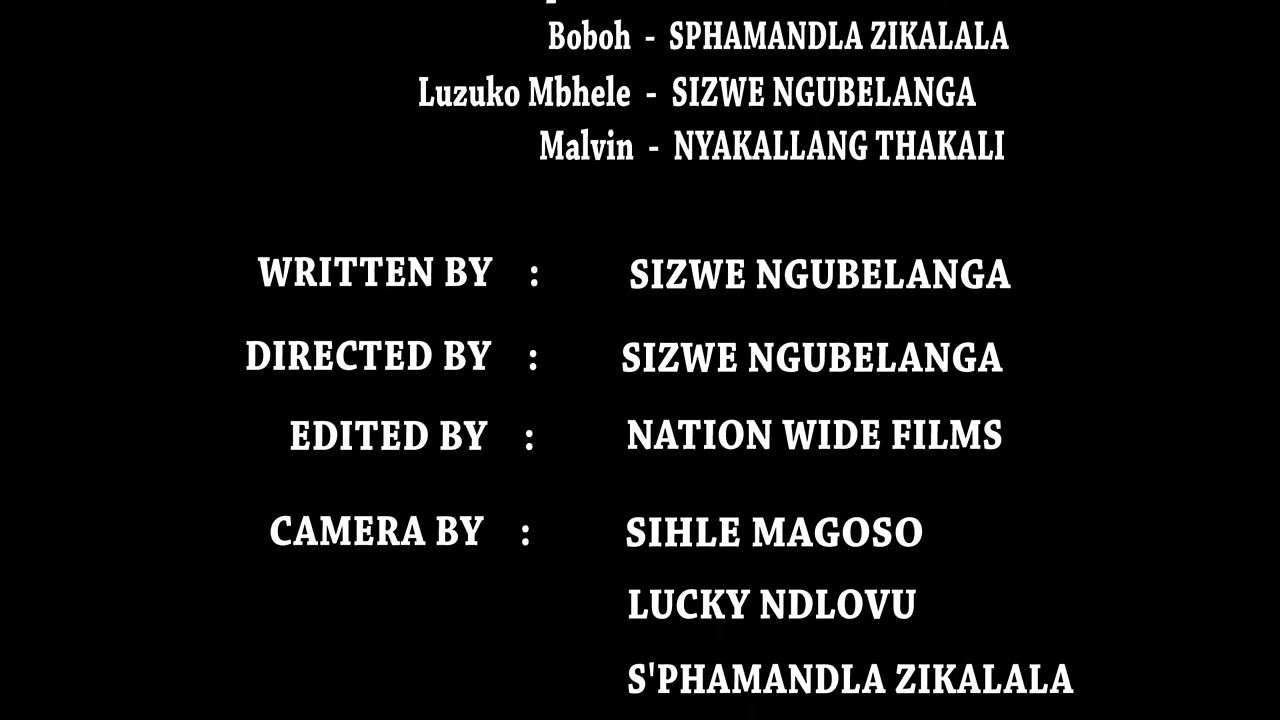 Boboh - SPHAMANDLA ZIKALALA
Luzuko Mbhele - SIZWE NGUBELANGA
Malvin - NYAKALLANG THAKALI
WRITTEN BY : SIZWE NGUBELANGA
DIRECTED BY : SIZWE NGUBELANGA
EDITED BY : NATION WIDE FILMS
CAMERA BY : SIHLE MAGOSO
LUCKY NDLOVU
S'PHAMANDLA ZIKALALA